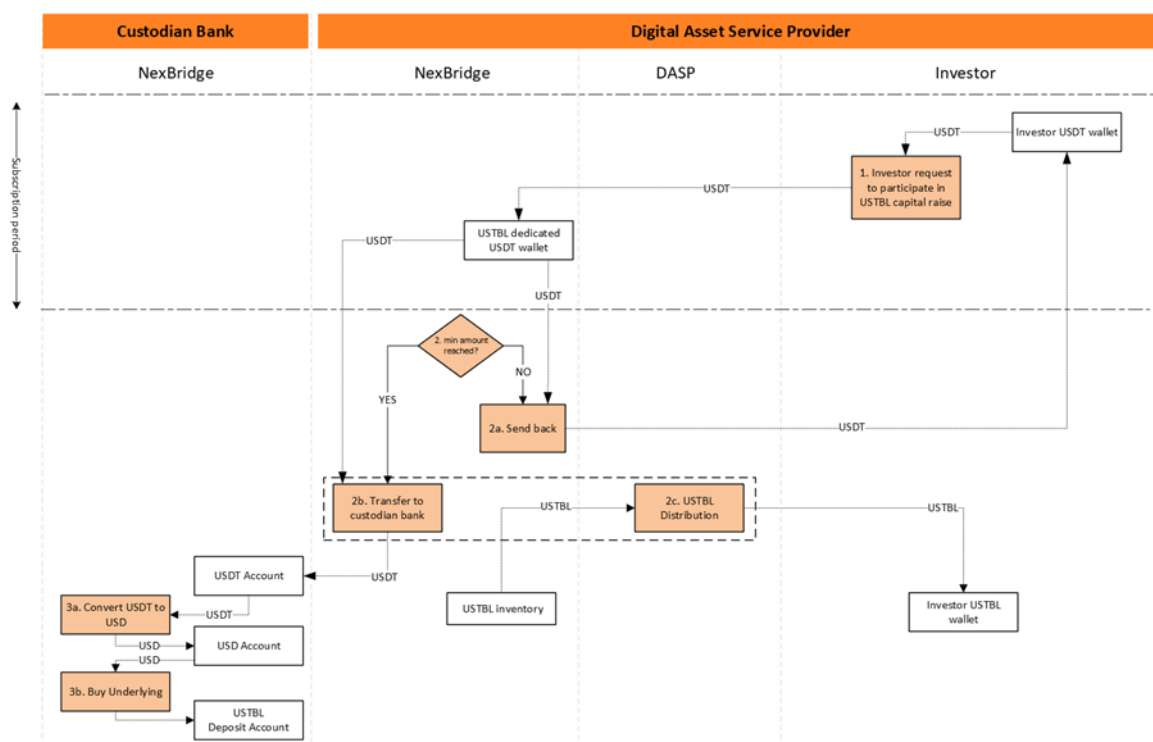 Custodian Bank
Digital Asset Service Provider
NexBridge
NexBridge
DASP
Investor
Subscription period
USDT
Investor USDT wallet
1. Investor request
to participate in
USTBL capital raise
USDT
USTBL dedicated
USDT wallet
USDT
USDT
2. min amount
reached?
NO
YES
2a. Send back
USDT
2b. Transfer to
custodian bank
USTBL
2c. USTBL
Distribution
USTBL
USDT Account
USDT
USTBL inventory
Investor USTBL
wallet
3a. Convert USDT to
USD
USDT
USD
USD Account
USD
3b. Buy Underlying
USTBL
Deposit Account